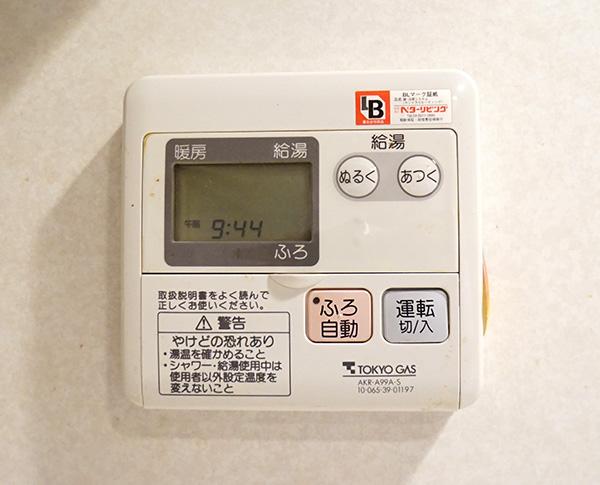 LB
BLマーク証紙
ベターリビング
暖房 給湯
午前 9:44
ふろ
給湯
ぬるく あつく
取扱説明書をよく読んで
正しくお使いください。
⚠ 警告
やけどの恐れあり
・湯温を確かめること
・シャワー・給湯使用中は
使用者以外設定温度を
変えないこと
ふろ
自動
運転
切/入
TOKYO GAS
AKR-A99A-S
10-065-39-01197